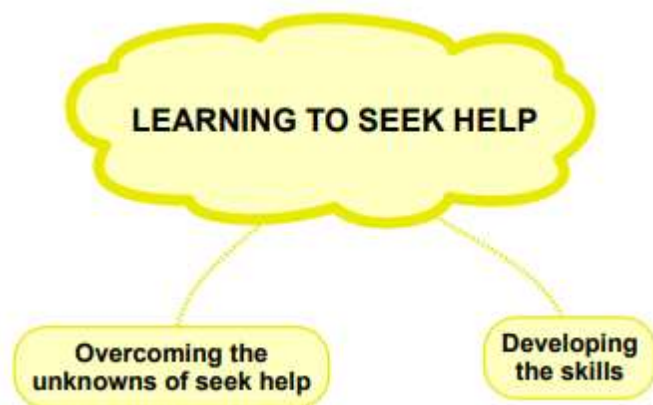 LEARNING TO SEEK HELP
Overcoming the
unknowns of seek help
Developing
the skills